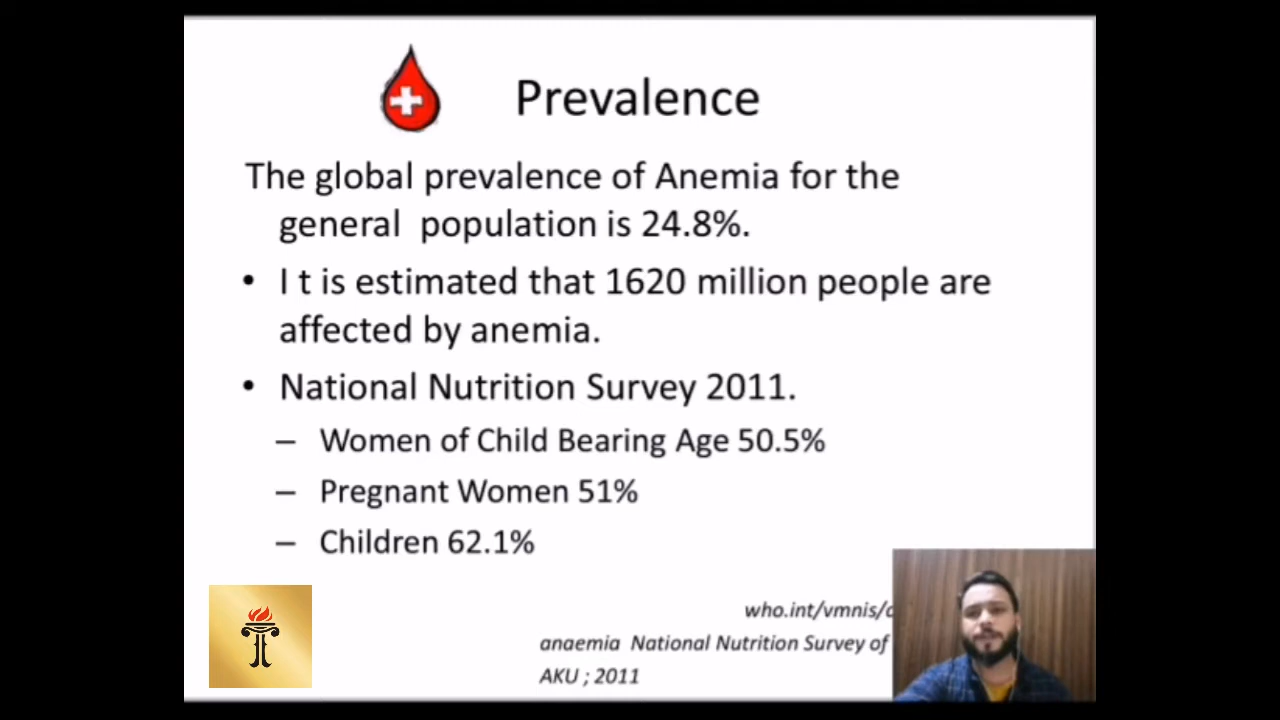 Prevalence
The global prevalence of Anemia for the
general population is 24.8%.
• I t is estimated that 1620 million people are
affected by anemia.
• National Nutrition Survey 2011.
– Women of Child Bearing Age 50.5%
– Pregnant Women 51%
– Children 62.1%
who.int/vmnis/
anaemia National Nutrition Survey of
AKU ; 2011